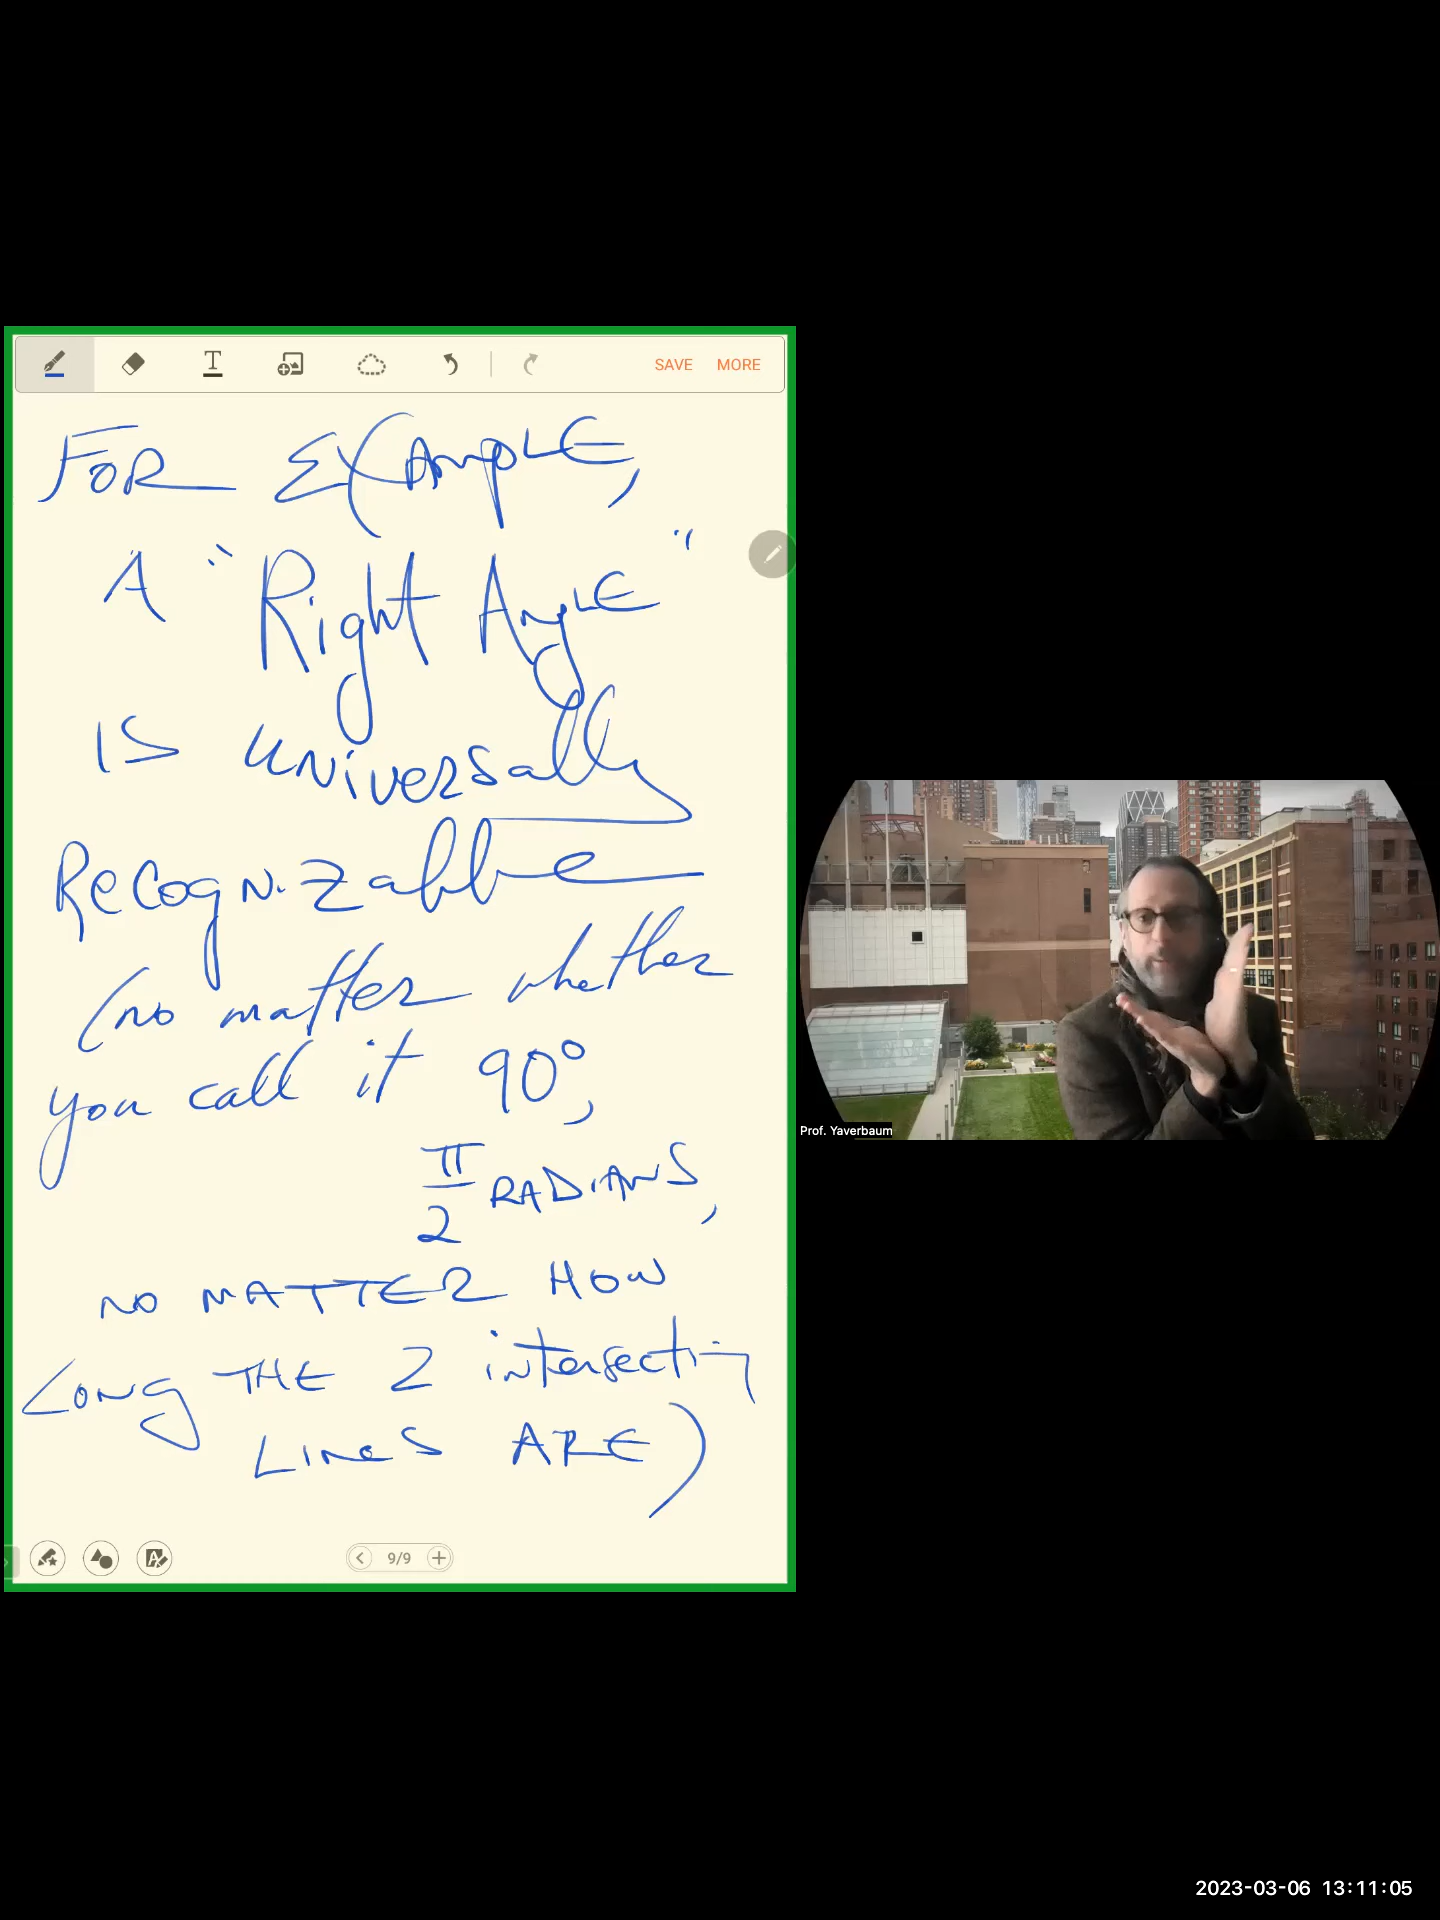 T SAVE MORE
FOR EXAMPLE,
A "Right AngLE"
IS UNIVERSally
RecogNiZable
(no matter whether
you call it 90°,
π/2 RADIANS,
NO MATTER HOW
LONG THE 2 intersecting
LINES ARE)
9/9
Prof. Yaverbaum
2023-03-06 13:11:05